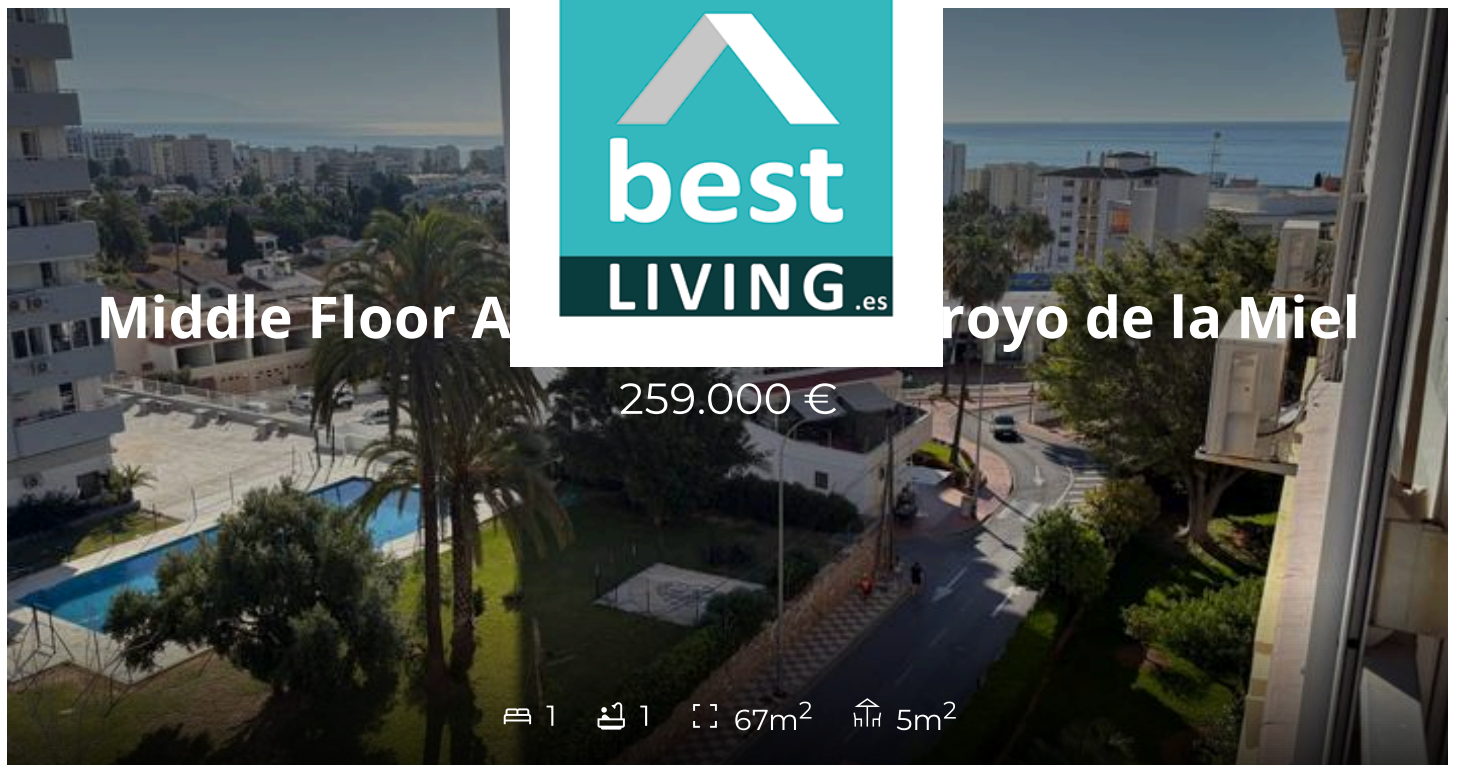 best
LIVING.es
Middle Floor A royo de la Miel
259.000 €
1 1 67m² 5m²